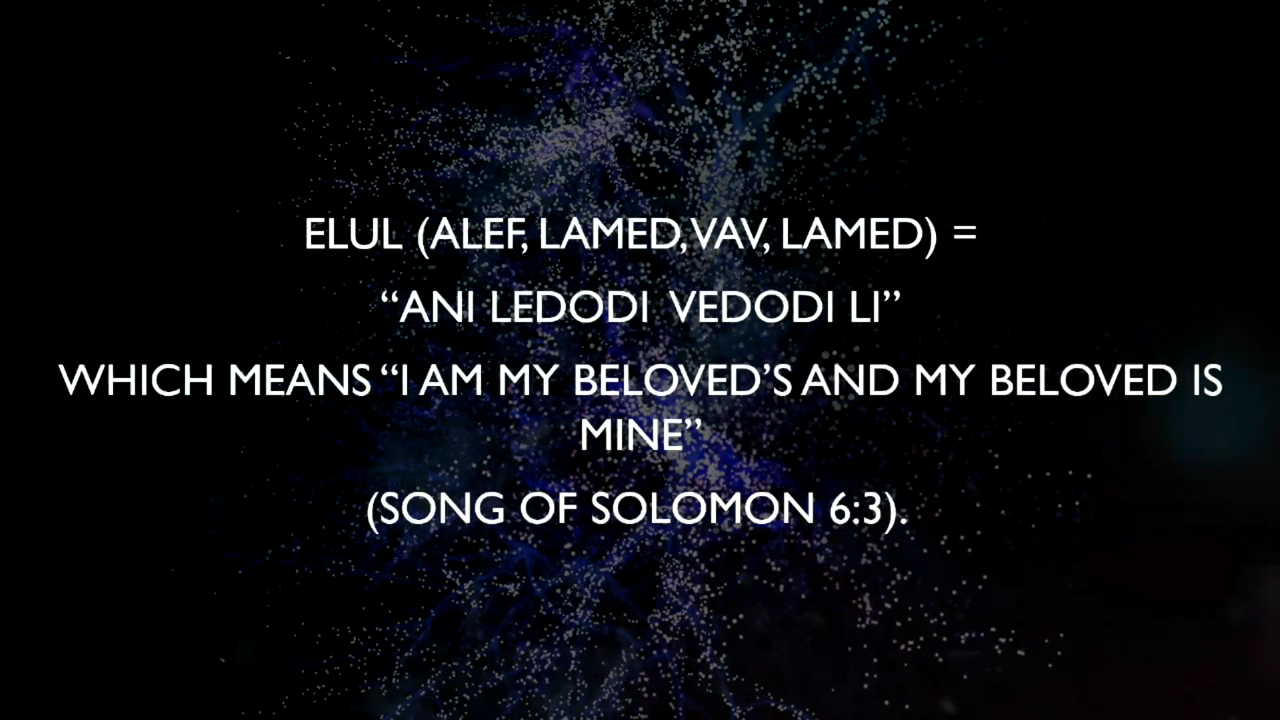 ELUL (ALEF, LAMED, VAV, LAMED) =
“ANI LEDODI VEDODI LI”
WHICH MEANS “I AM MY BELOVED’S AND MY BELOVED IS
MINE”
(SONG OF SOLOMON 6:3).